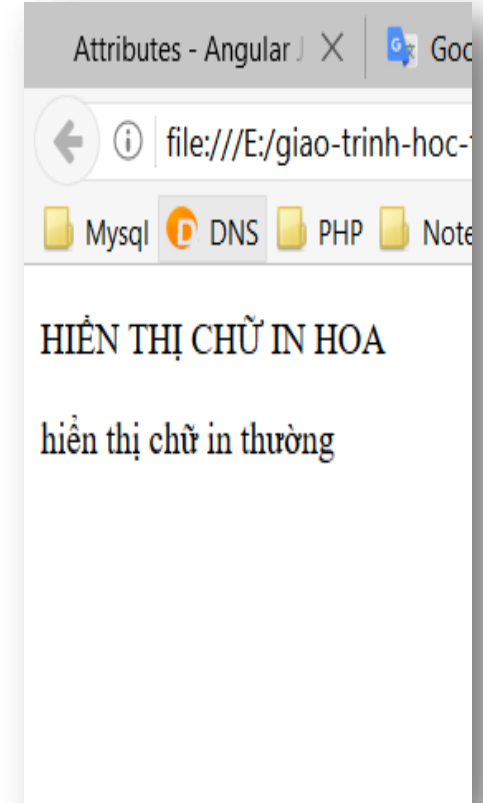 Attributes - Angular J Goo
file:///E:/giao-trinh-hoc-
Mysql DNS PHP Note
HIỂN THỊ CHỮ IN HOA
hiển thị chữ in thường